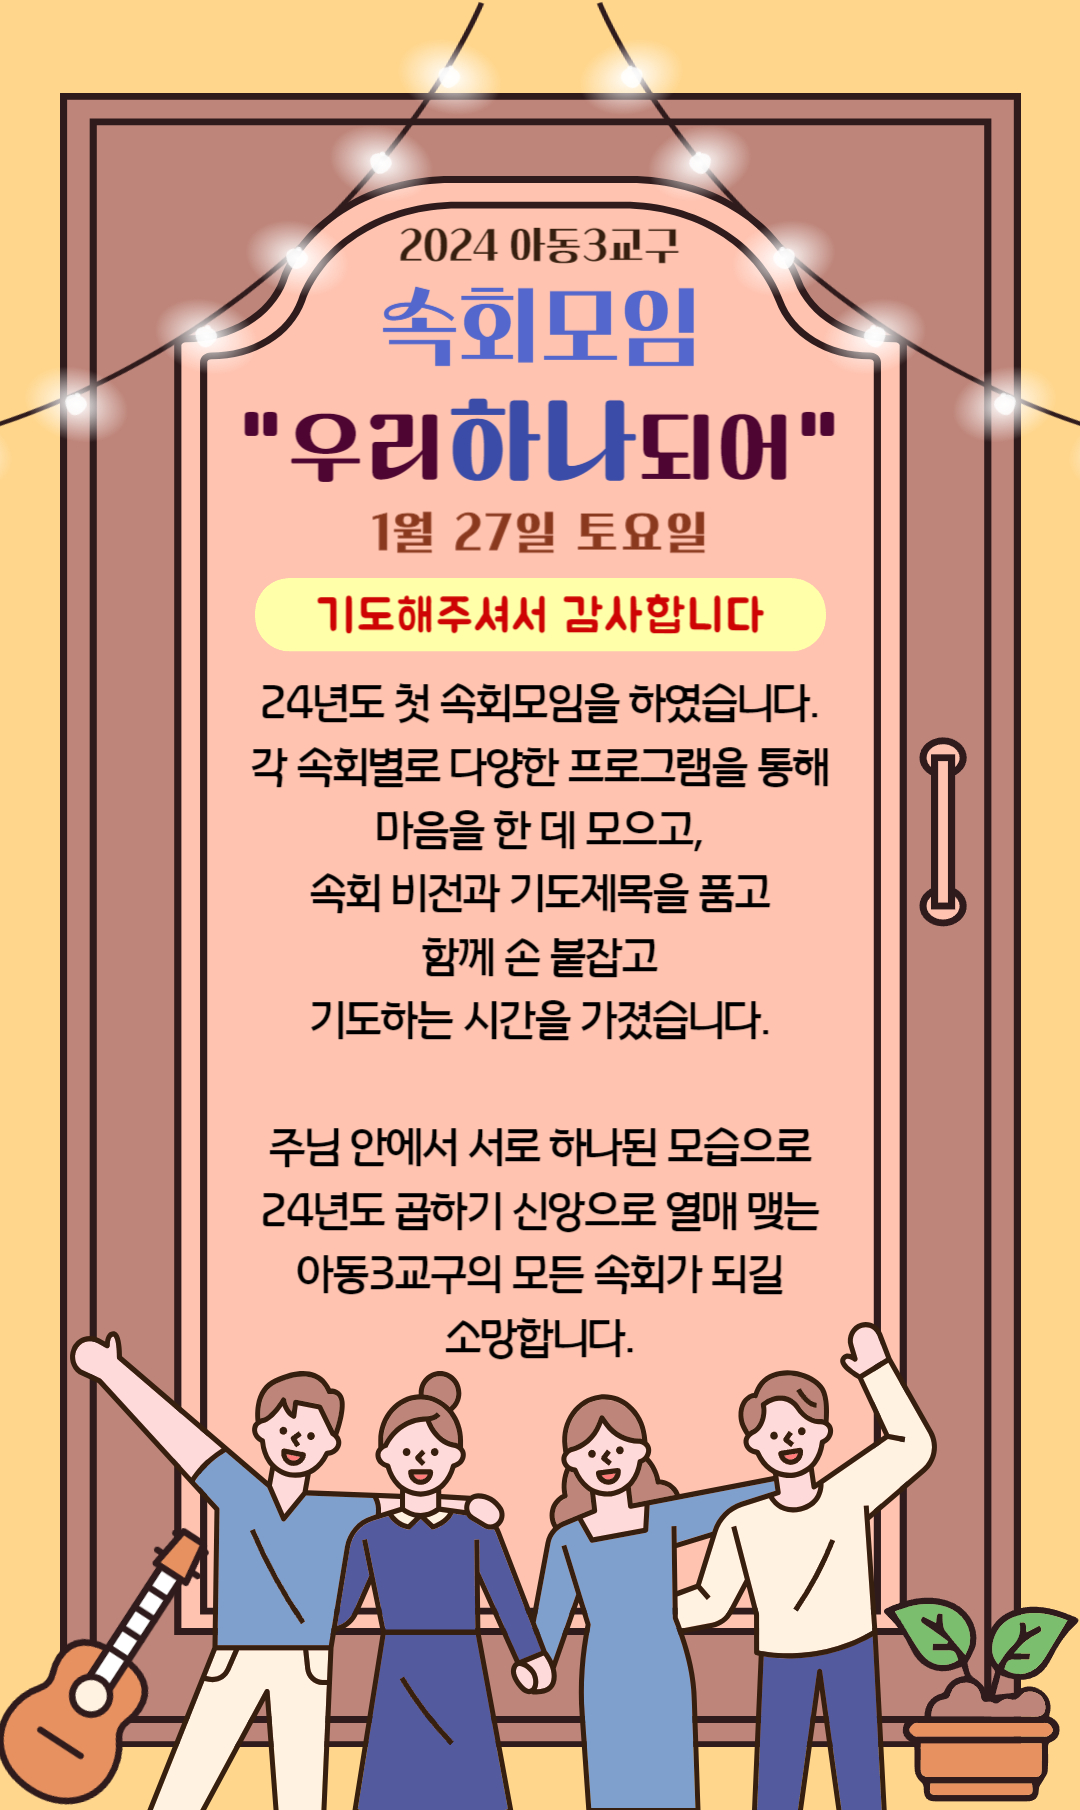 2024 아동3교구
속회모임
"우리하나되어"
1월 27일 토요일
기도해주셔서 감사합니다
24년도 첫 속회모임을 하였습니다.
각 속회별로 다양한 프로그램을 통해
마음을 한 데 모으고,
속회 비전과 기도제목을 품고
함께 손 붙잡고
기도하는 시간을 가졌습니다.
주님 안에서 서로 하나된 모습으로
24년도 곱하기 신앙으로 열매 맺는
아동3교구의 모든 속회가 되길
소망합니다.